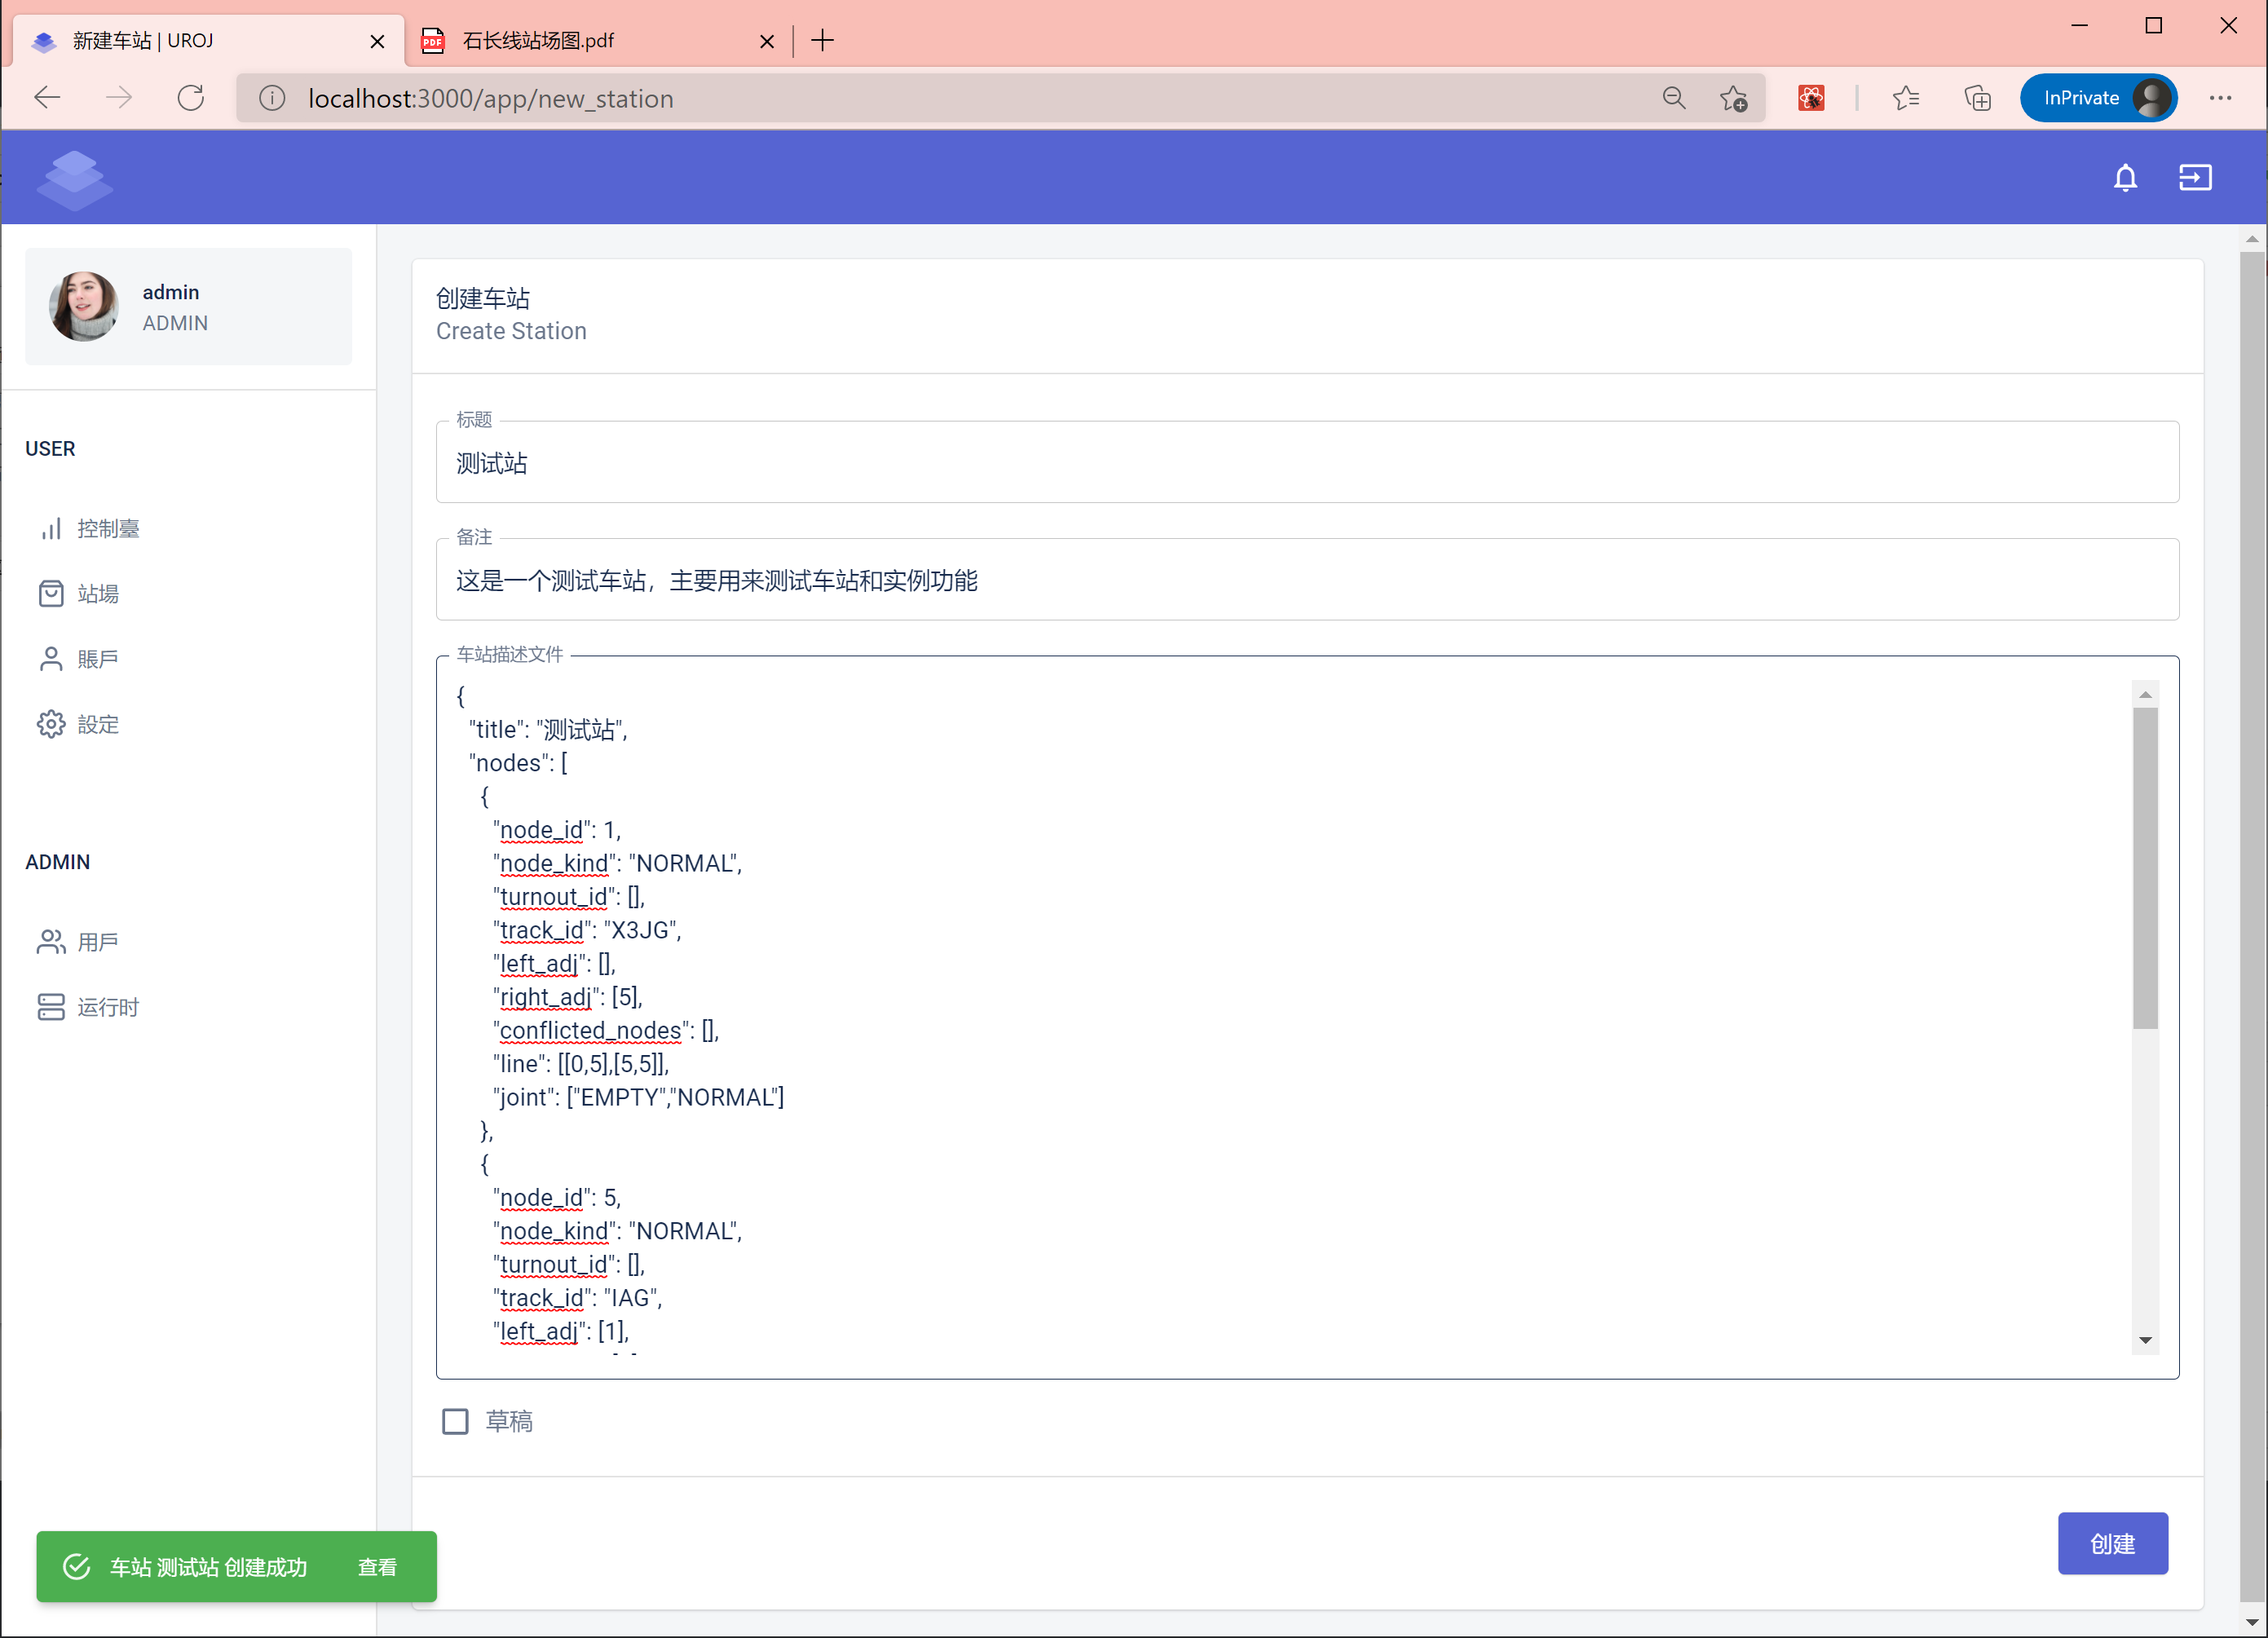 新建车站 | UROJ
石长线站场图.pdf
localhost:3000/app/new_station
InPrivate
admin
ADMIN
USER
控制臺
站場
賬戶
設定
ADMIN
用戶
运行时
创建车站
Create Station
标题
测试站
备注
这是一个测试车站，主要用来测试车站和实例功能
车站描述文件
{
"title": "测试站",
"nodes": [
{
"node_id": 1,
"node_kind": "NORMAL",
"turnout_id": [],
"track_id": "X3JG",
"left_adj": [],
"right_adj": [5],
"conflicted_nodes": [],
"line": [[0,5],[5,5]],
"joint": ["EMPTY","NORMAL"]
},
{
"node_id": 5,
"node_kind": "NORMAL",
"turnout_id": [],
"track_id": "IAG",
"left_adj": [1],
草稿
创建
车站 测试站 创建成功 查看